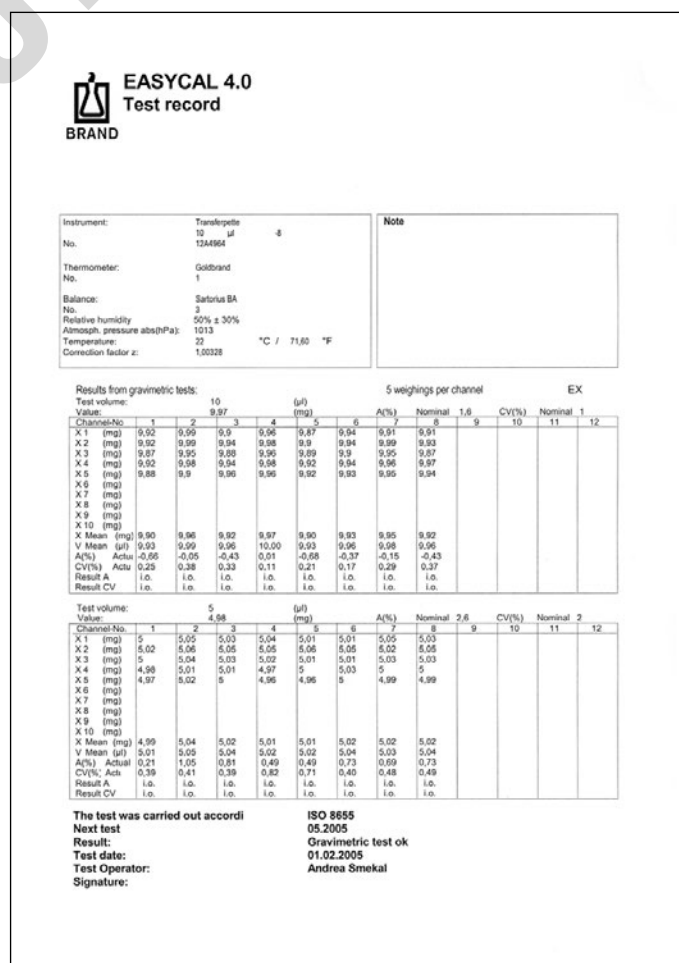 EASYCAL 4.0
Test record
BRAND
Instrument: Transferpette
10 µl -8
No. 12A4964
Thermometer: Goldbrand
No. 1
Balance: Sartorius BA
No. 3
Relative humidity 50% ± 30%
Atmosph. pressure abs(hPa): 1013
Temperature: 22 °C / 71,60 °F
Correction factor z: 1,00328
Note
Results from gravimetric tests: 5 weighings per channel EX
Test volume: 10 (µl)
Value: 9,97 (mg) A(%) Nominal 1,6 CV(%) Nominal 1
Channel-No 1 2 3 4 5 6 7 8 9 10 11 12
X 1 (mg) 9,92 9,99 9,9 9,96 9,87 9,94 9,91 9,91
X 2 (mg) 9,92 9,99 9,94 9,98 9,9 9,94 9,99 9,93
X 3 (mg) 9,87 9,95 9,88 9,96 9,89 9,9 9,95 9,87
X 4 (mg) 9,92 9,98 9,94 9,98 9,92 9,94 9,96 9,97
X 5 (mg) 9,88 9,9 9,96 9,96 9,92 9,93 9,95 9,94
X 6 (mg)
X 7 (mg)
X 8 (mg)
X 9 (mg)
X 10 (mg)
X Mean (mg) 9,90 9,96 9,92 9,97 9,90 9,93 9,95 9,92
V Mean (µl) 9,93 9,99 9,96 10,00 9,93 9,96 9,98 9,96
A(%) Actu -0,66 -0,05 -0,43 0,01 -0,68 -0,37 -0,15 -0,43
CV(%) Actu 0,25 0,38 0,33 0,11 0,21 0,17 0,29 0,37
Result A i.o. i.o. i.o. i.o. i.o. i.o. i.o. i.o.
Result CV i.o. i.o. i.o. i.o. i.o. i.o. i.o. i.o.
Test volume: 5 (µl)
Value: 4,98 (mg) A(%) Nominal 2,6 CV(%) Nominal 2
Channel-No. 1 2 3 4 5 6 7 8 9 10 11 12
X 1 (mg) 5 5,05 5,03 5,04 5,01 5,01 5,05 5,03
X 2 (mg) 5,02 5,06 5,05 5,05 5,05 5,06 5,05 5,02 5,05
X 3 (mg) 5 5,04 5,03 5,02 5,01 5,01 5,03 5,03
X 4 (mg) 4,98 5,01 5,01 4,97 5 5,03 5 5
X 5 (mg) 4,97 5,02 5 4,96 4,96 5 4,99 4,99
X 6 (mg)
X 7 (mg)
X 8 (mg)
X 9 (mg)
X 10 (mg)
X Mean (mg) 4,99 5,04 5,02 5,01 5,01 5,02 5,02 5,02
V Mean (µl) 5,01 5,05 5,04 5,02 5,02 5,04 5,03 5,04
A(%) Actual 0,21 1,05 0,81 0,49 0,49 0,73 0,69 0,73
CV(%; Actı 0,39 0,41 0,39 0,82 0,71 0,40 0,48 0,49
Result A i.o. i.o. i.o. i.o. i.o. i.o. i.o. i.o.
Result CV i.o. i.o. i.o. i.o. i.o. i.o. i.o. i.o.
The test was carried out accordi ISO 8655
Next test 05.2005
Result: Gravimetric test ok
Test date: 01.02.2005
Test Operator: Andrea Smekal
Signature: